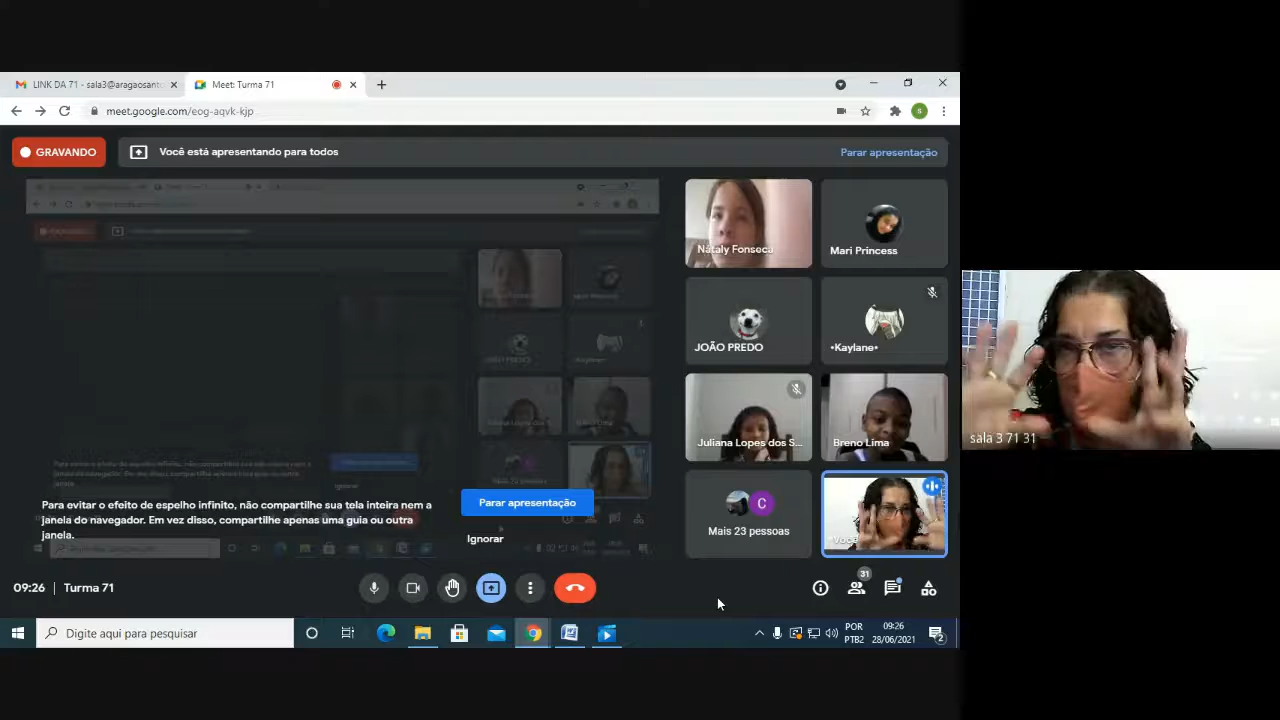 LINK DA 71 - sala3@aragaosanto
Meet: Turma 71
meet.google.com/eog-aqvk-kjp
GRAVANDO
Você está apresentando para todos
Parar apresentação
Nátaly Fonseca
Mari Princess
JOÃO PREDO
•Kaylane•
Juliana Lopes dos S...
Breno Lima
Mais 23 pessoas
Você
sala 3 71 31
Para evitar o efeito de espelho infinito, não compartilhe sua tela inteira nem a
janela do navegador. Em vez disso, compartilhe apenas uma guia ou outra
janela.
Parar apresentação
Ignorar
09:26 | Turma 71
31
Digite aqui para pesquisar
POR
PTB2
09:26
28/06/2021
2